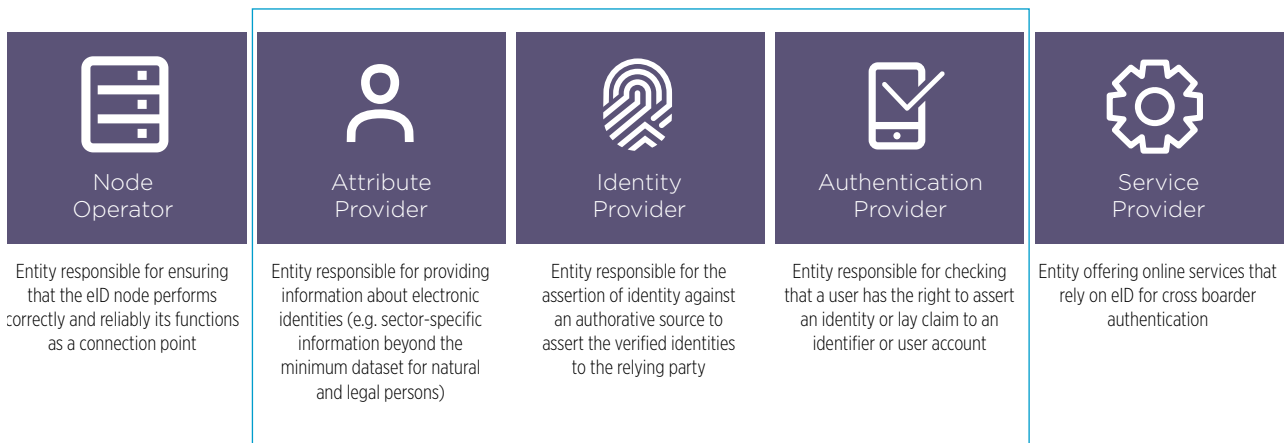 Node
Operator
Attribute
Provider
Identity
Provider
Authentication
Provider
Service
Provider
Entity responsible for ensuring
that the eID node performs
correctly and reliably its functions
as a connection point
Entity responsible for providing
information about electronic
identities (e.g. sector-specific
information beyond the
minimum dataset for natural
and legal persons)
Entity responsible for the
assertion of identity against
an authorative source to
assert the verified identities
to the relying party
Entity responsible for checking
that a user has the right to assert
an identity or lay claim to an
identifier or user account
Entity offering online services that
rely on eID for cross boarder
authentication